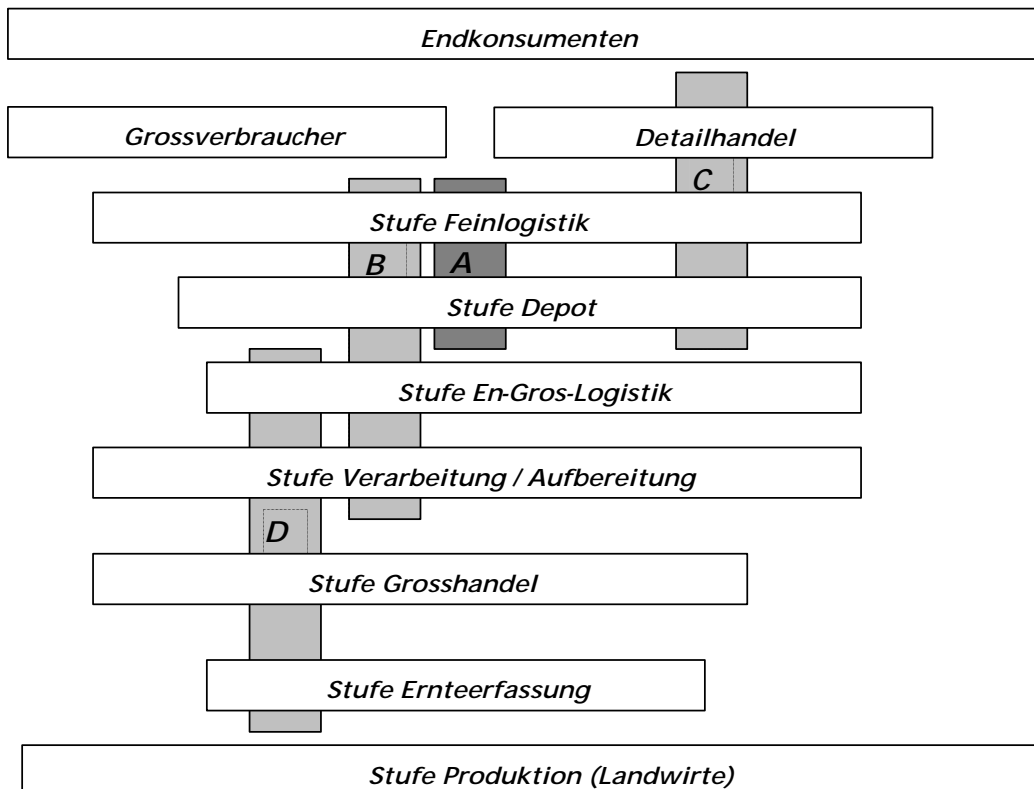 Endkonsumenten
Grossverbraucher
Detailhandel
C
Stufe Feinlogistik
B
A
Stufe Depot
Stufe En-Gros-Logistik
Stufe Verarbeitung / Aufbereitung
D
Stufe Grosshandel
Stufe Ernteerfassung
Stufe Produktion (Landwirte)